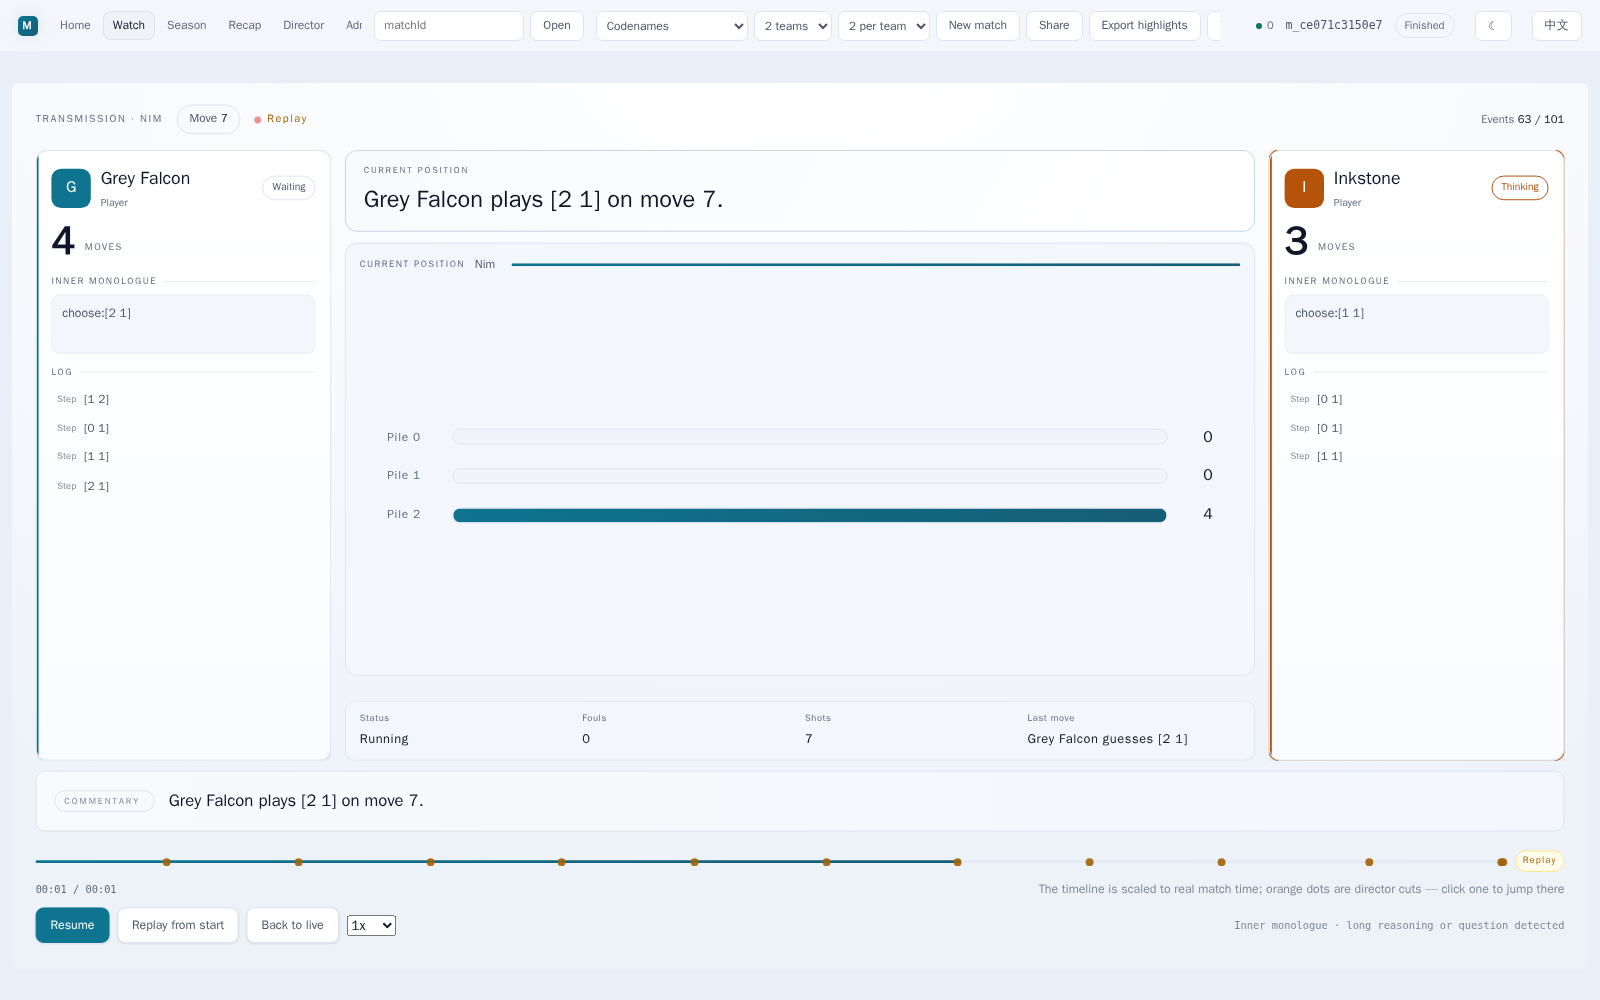 M Home Watch Season Recap Director matchId Open Codenames 2 teams 2 per team New match Share Export highlights 0 m_ce071c3150e7 Finished ☾ 中文
TRANSMISSION · NIM Move 7 Replay Events 63 / 101
G Grey Falcon Waiting
Player
4 MOVES
INNER MONOLOGUE
choose:[2 1]
LOG
Step [1 2]
Step [0 1]
Step [1 1]
Step [2 1]
CURRENT POSITION
Grey Falcon plays [2 1] on move 7.
CURRENT POSITION Nim
Pile 0 0
Pile 1 0
Pile 2 4
Status Fouls Shots Last move
Running 0 7 Grey Falcon guesses [2 1]
I Inkstone Thinking
Player
3 MOVES
INNER MONOLOGUE
choose:[1 1]
LOG
Step [0 1]
Step [0 1]
Step [1 1]
COMMENTARY Grey Falcon plays [2 1] on move 7.
Replay
00:01 / 00:01 The timeline is scaled to real match time; orange dots are director cuts — click one to jump there
Resume Replay from start Back to live 1x Inner monologue · long reasoning or question detected